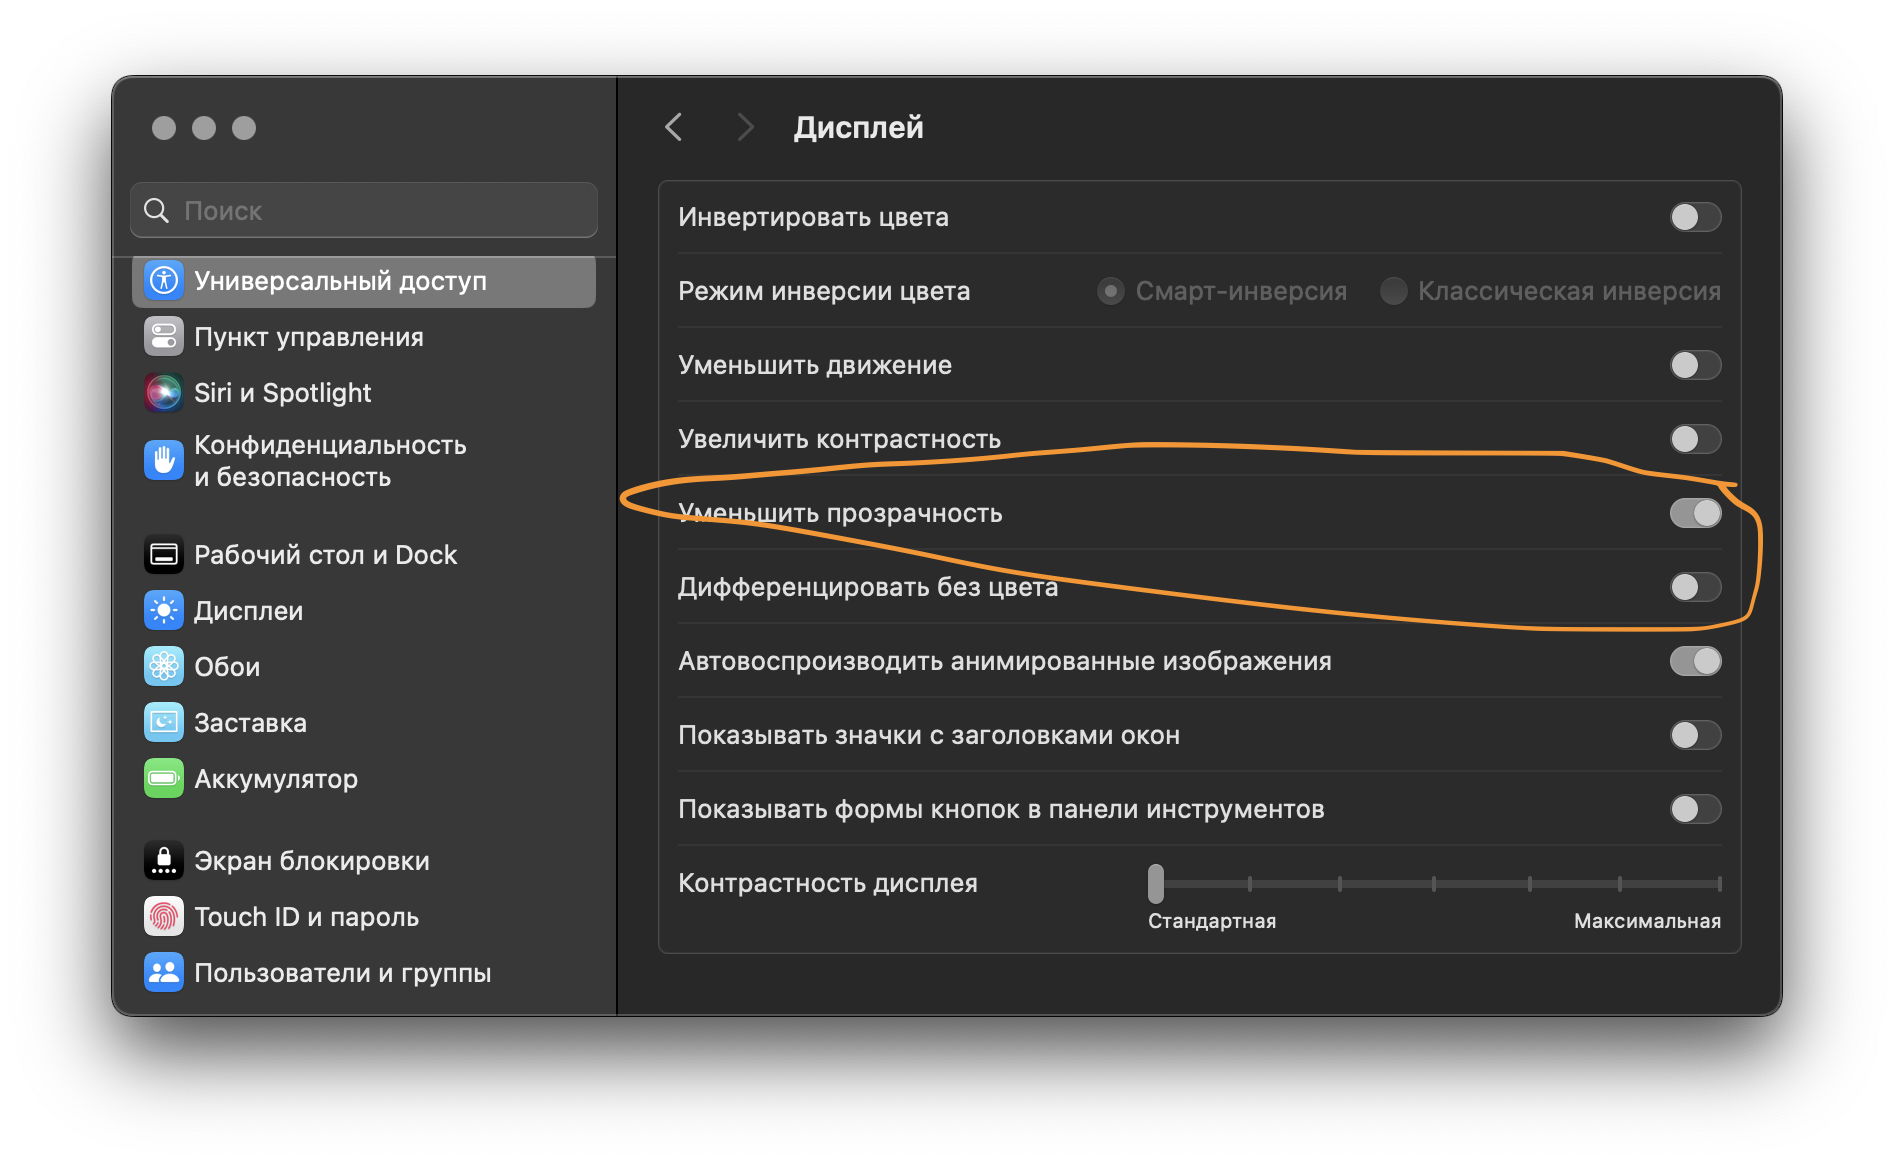 Поиск
Универсальный доступ
Пункт управления
Siri и Spotlight
Конфиденциальность
и безопасность
Рабочий стол и Dock
Дисплеи
Обои
Заставка
Аккумулятор
Экран блокировки
Touch ID и пароль
Пользователи и группы
Дисплей
Инвертировать цвета
Режим инверсии цвета Смарт-инверсия Классическая инверсия
Уменьшить движение
Увеличить контрастность
Уменьшить прозрачность
Дифференцировать без цвета
Автовоспроизводить анимированные изображения
Показывать значки с заголовками окон
Показывать формы кнопок в панели инструментов
Контрастность дисплея
Стандартная Максимальная